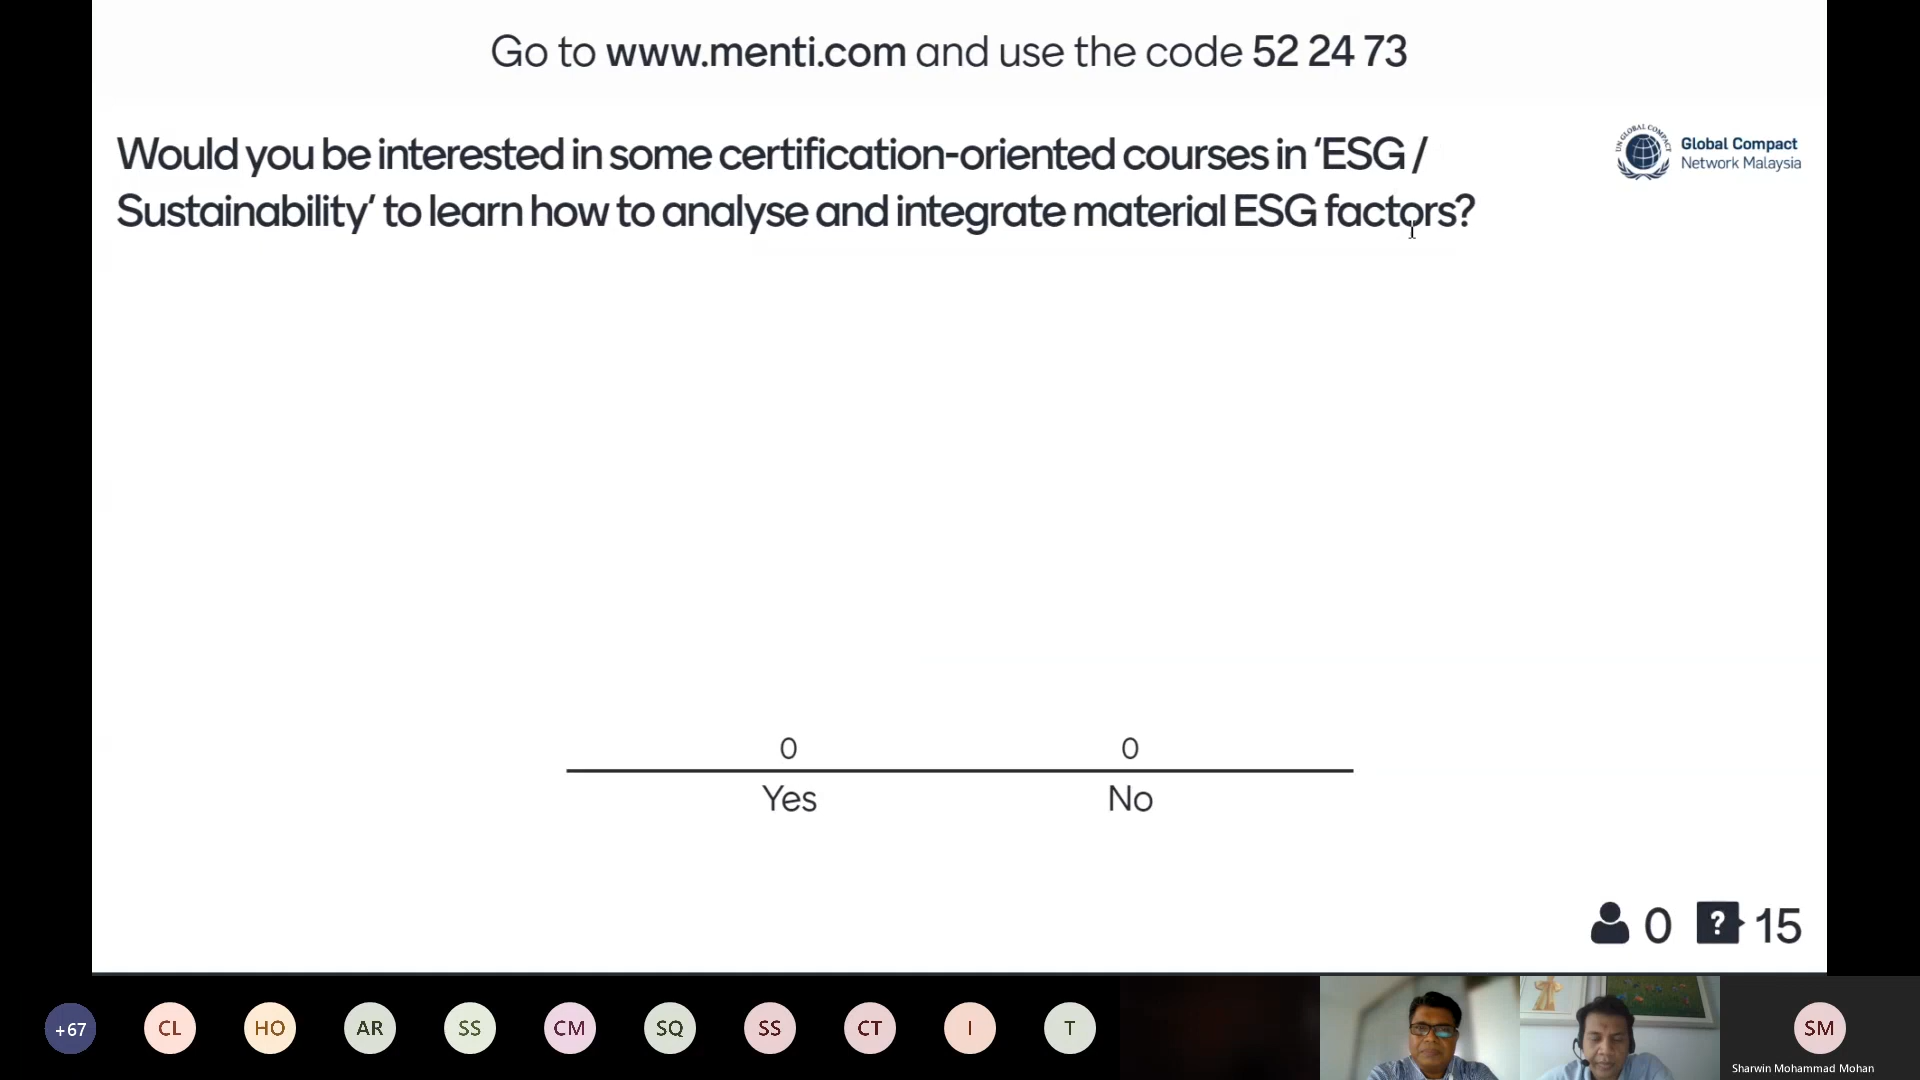 Go to www.menti.com and use the code 52 24 73
Would you be interested in some certification-oriented courses in ‘ESG /
Sustainability’ to learn how to analyse and integrate material ESG factors?
UN GLOBAL COMPACT
Global Compact
Network Malaysia
0 0
Yes No
0 ? 15
+67 CL HO AR SS CM SQ SS CT I T SM
Sharwin Mohammad Mohan